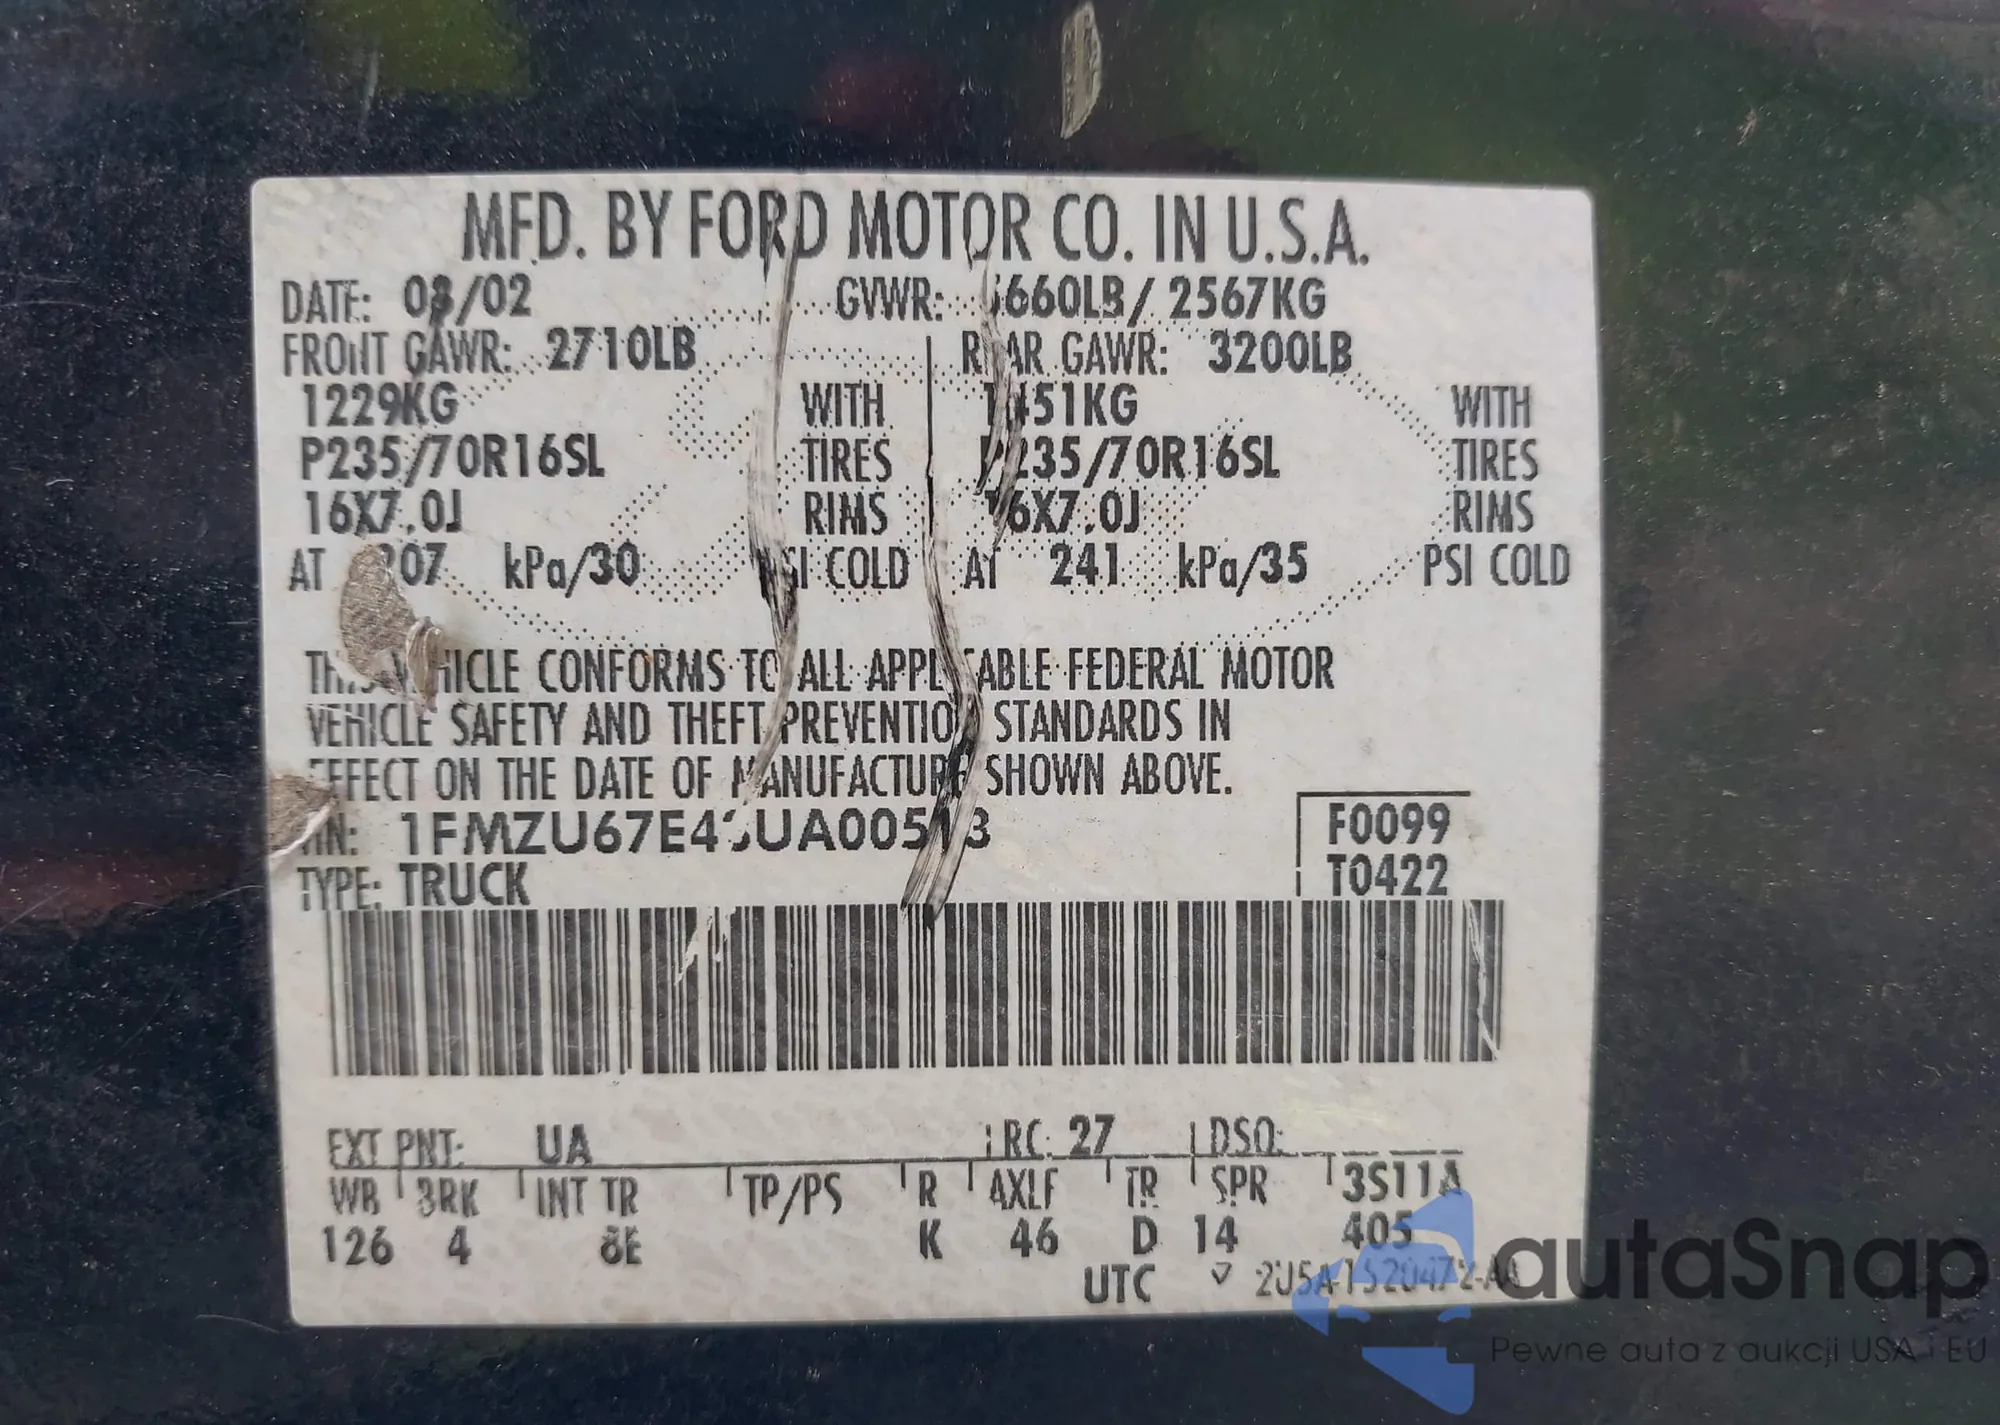 MFD. BY FORD MOTOR CO. IN U.S.A.
DATE: 08/02 GVWR: 5660LB/ 2567KG
FRONT GAWR: 2710LB REAR GAWR: 3200LB
1229KG WITH 1451KG WITH
P235/70R16SL TIRES P235/70R16SL TIRES
16X7.0J RIMS 16X7.0J RIMS
AT 207 kPa/30 PSI COLD AT 241 kPa/35 PSI COLD
THIS VEHICLE CONFORMS TO ALL APPLICABLE FEDERAL MOTOR
VEHICLE SAFETY AND THEFT PREVENTION STANDARDS IN
EFFECT ON THE DATE OF MANUFACTURE SHOWN ABOVE.
VIN: F0099
TYPE: TRUCK T0422
EXT PNT: UA RC: 27 DSO:
WB BRK INT TR TP/PS R AXLE TR SPR 3S11A
126 4 K 46 D 14 405
UTC
autaSnap
Pewne auta z aukcji USA i EU